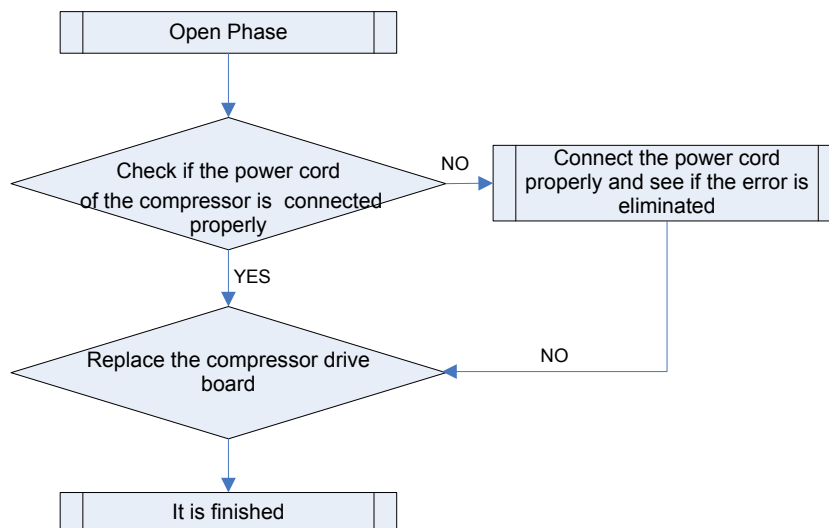 Open Phase
Check if the power cord
of the compressor is connected
properly
NO
Connect the power cord
properly and see if the error is
eliminated
YES
Replace the compressor drive
board
NO
It is finished